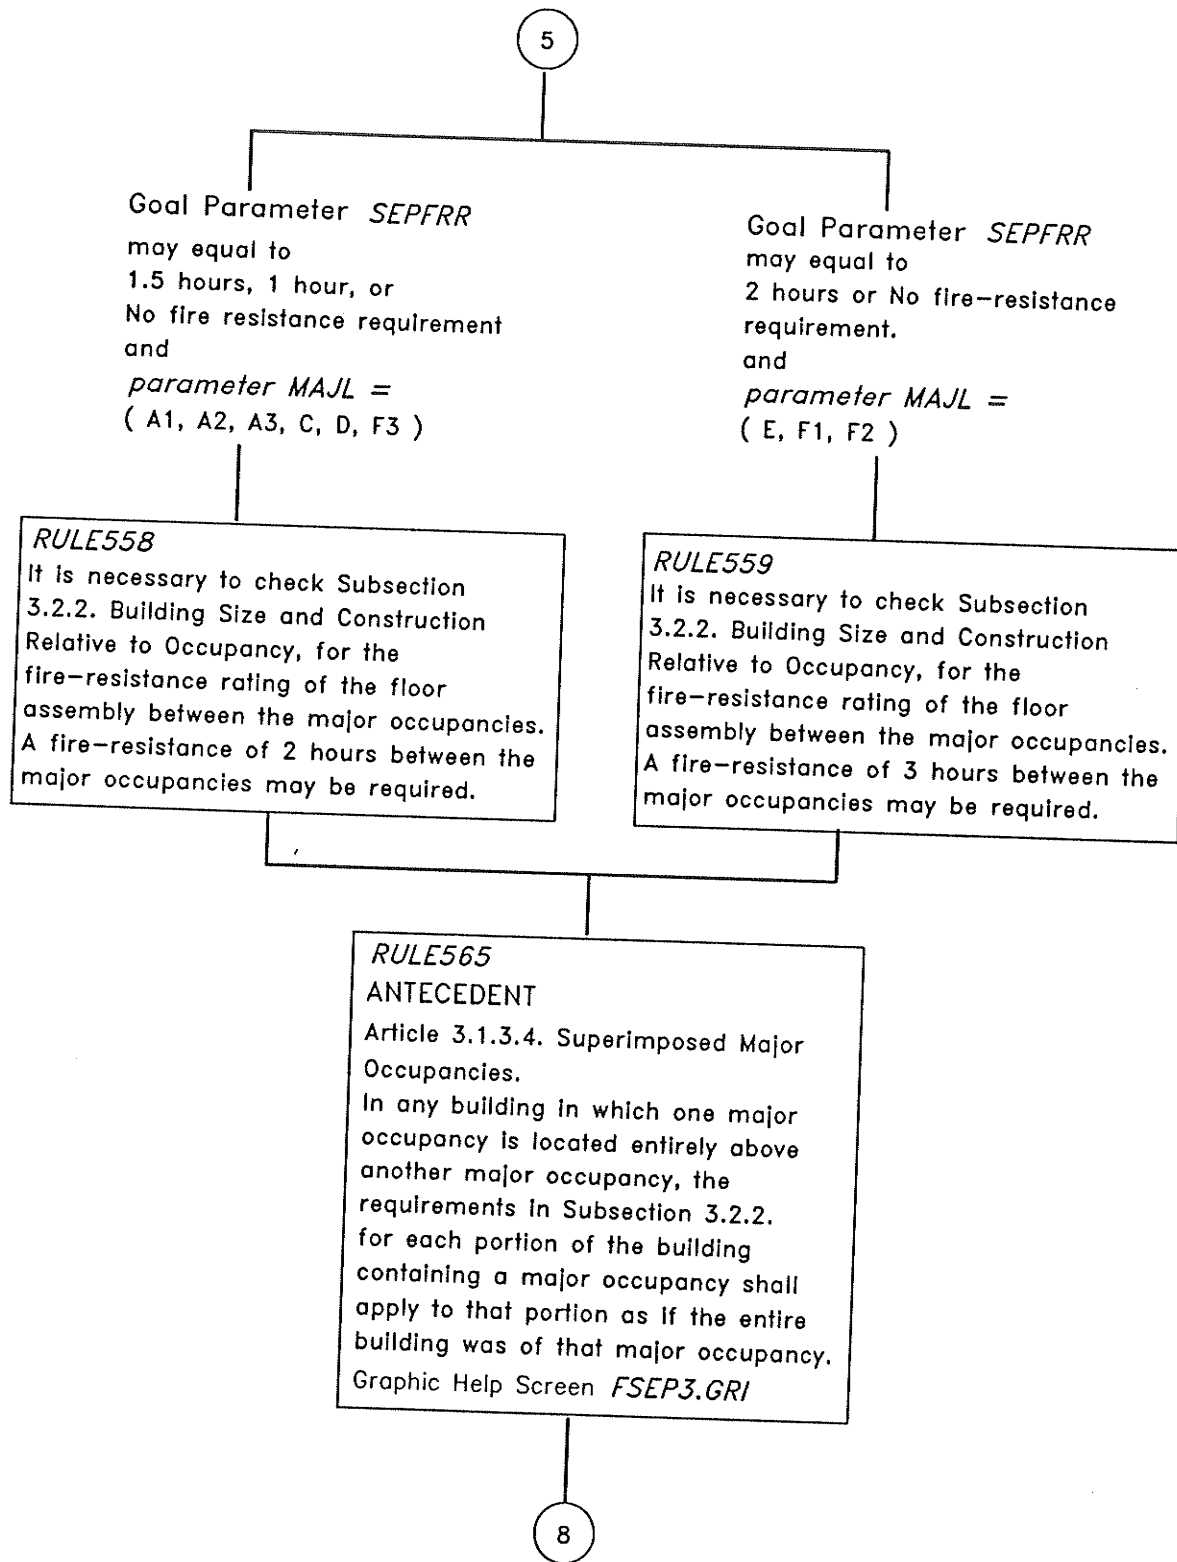 5
Goal Parameter SEPFRR
may equal to
1.5 hours, 1 hour, or
No fire resistance requirement
and
parameter MAJL =
( A1, A2, A3, C, D, F3 )
Goal Parameter SEPFRR
may equal to
2 hours or No fire-resistance
requirement.
and
parameter MAJL =
( E, F1, F2 )
RULE558
It is necessary to check Subsection
3.2.2. Building Size and Construction
Relative to Occupancy, for the
fire-resistance rating of the floor
assembly between the major occupancies.
A fire-resistance of 2 hours between the
major occupancies may be required.
RULE559
It is necessary to check Subsection
3.2.2. Building Size and Construction
Relative to Occupancy, for the
fire-resistance rating of the floor
assembly between the major occupancies.
A fire-resistance of 3 hours between the
major occupancies may be required.
RULE565
ANTECEDENT
Article 3.1.3.4. Superimposed Major
Occupancies.
In any building in which one major
occupancy is located entirely above
another major occupancy, the
requirements in Subsection 3.2.2.
for each portion of the building
containing a major occupancy shall
apply to that portion as if the entire
building was of that major occupancy.
Graphic Help Screen FSEP3.GRI
8